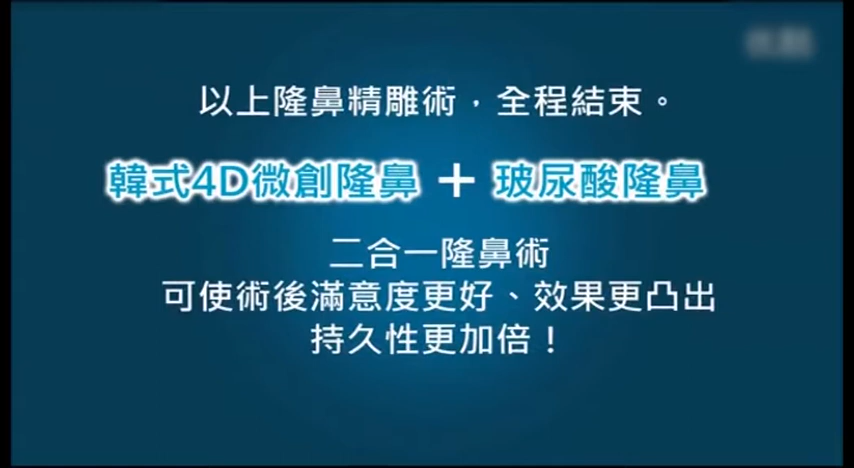 以上隆鼻精雕術，全程結束。
韓式4D微創隆鼻＋玻尿酸隆鼻
二合一隆鼻術
可使術後滿意度更好、效果更凸出
持久性更加倍！